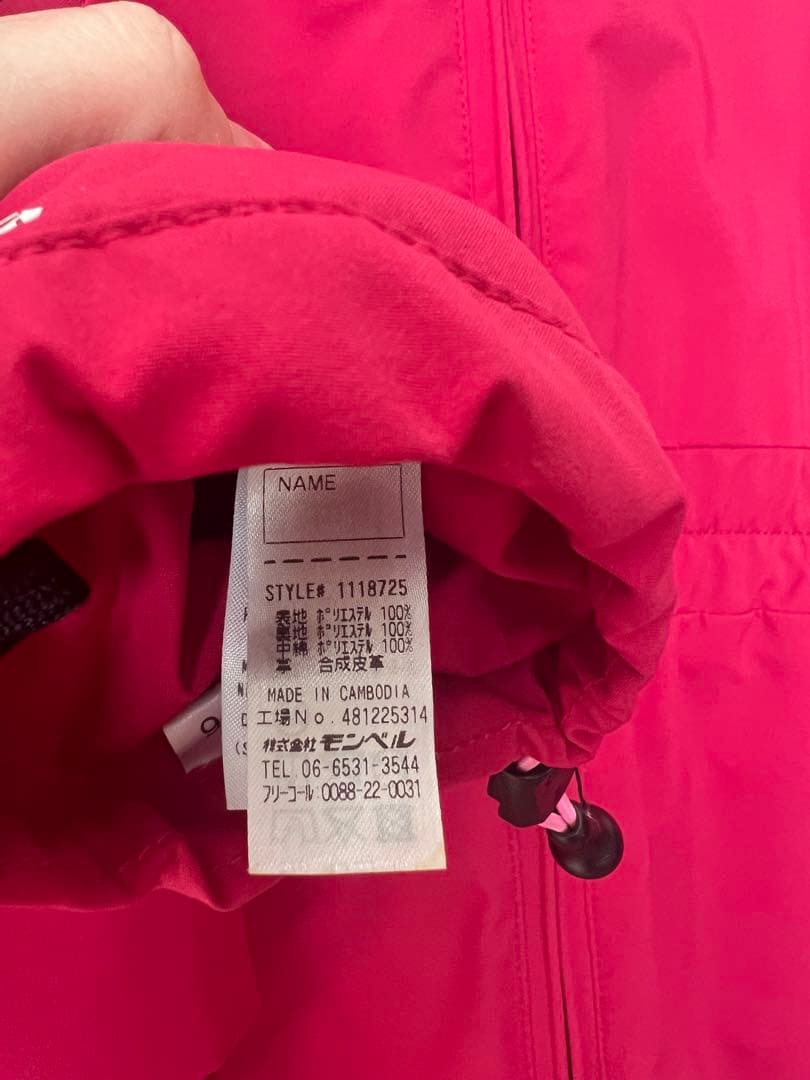 NAME
STYLE# 1118725
表地 ポリエステル 100%
裏地 ポリエステル 100%
中綿 ポリエステル 100%
革 合成皮革
MADE IN CAMBODIA
工場No. 481225314
株式会社 モンベル
TEL 06-6531-3544
フリーコール 0088-22-0031
9